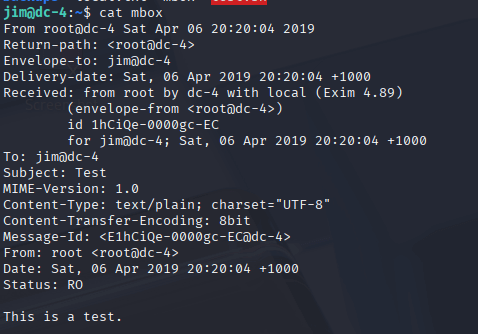 jim@dc-4:~$ cat mbox
From root@dc-4 Sat Apr 06 20:20:04 2019
Return-path: <root@dc-4>
Envelope-to: jim@dc-4
Delivery-date: Sat, 06 Apr 2019 20:20:04 +1000
Received: from root by dc-4 with local (Exim 4.89)
        (envelope-from <root@dc-4>)
        id 1hCiQe-0000gc-EC
        for jim@dc-4; Sat, 06 Apr 2019 20:20:04 +1000
To: jim@dc-4
Subject: Test
MIME-Version: 1.0
Content-Type: text/plain; charset="UTF-8"
Content-Transfer-Encoding: 8bit
Message-Id: <E1hCiQe-0000gc-EC@dc-4>
From: root <root@dc-4>
Date: Sat, 06 Apr 2019 20:20:04 +1000
Status: RO

This is a test.